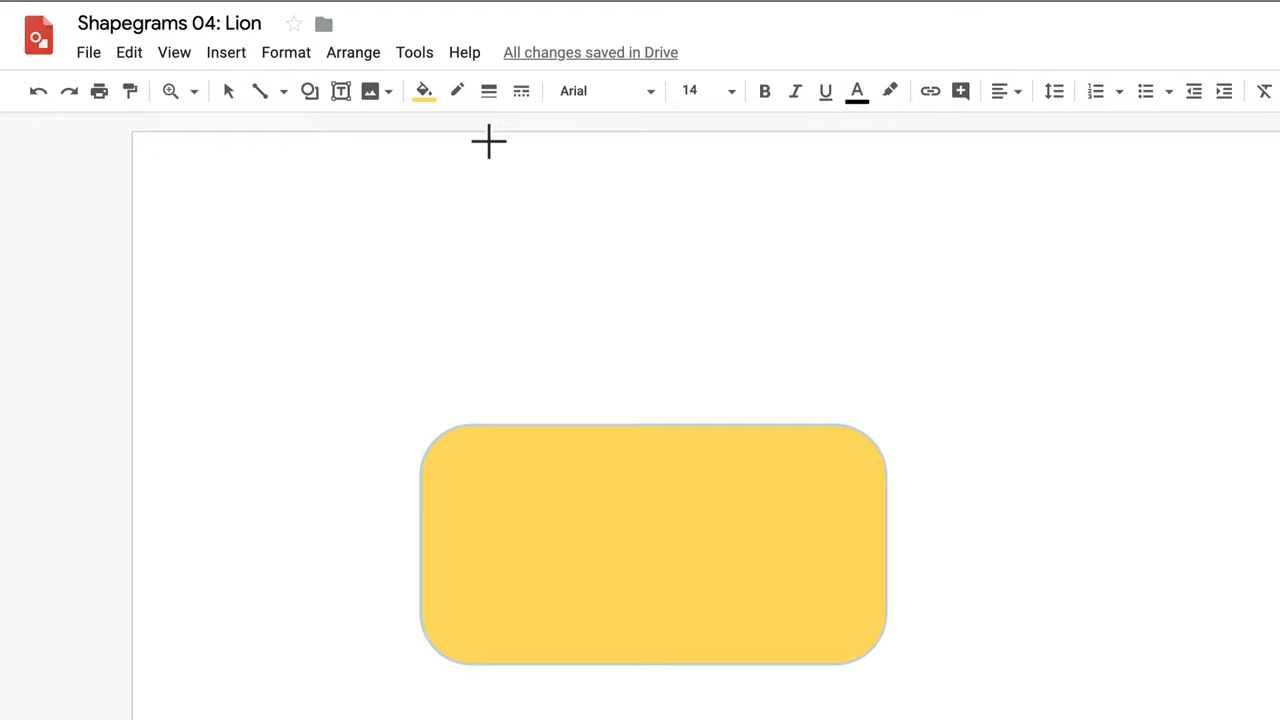 Shapegrams 04: Lion
File Edit View Insert Format Arrange Tools Help All changes saved in Drive
Arial 14 B I U A